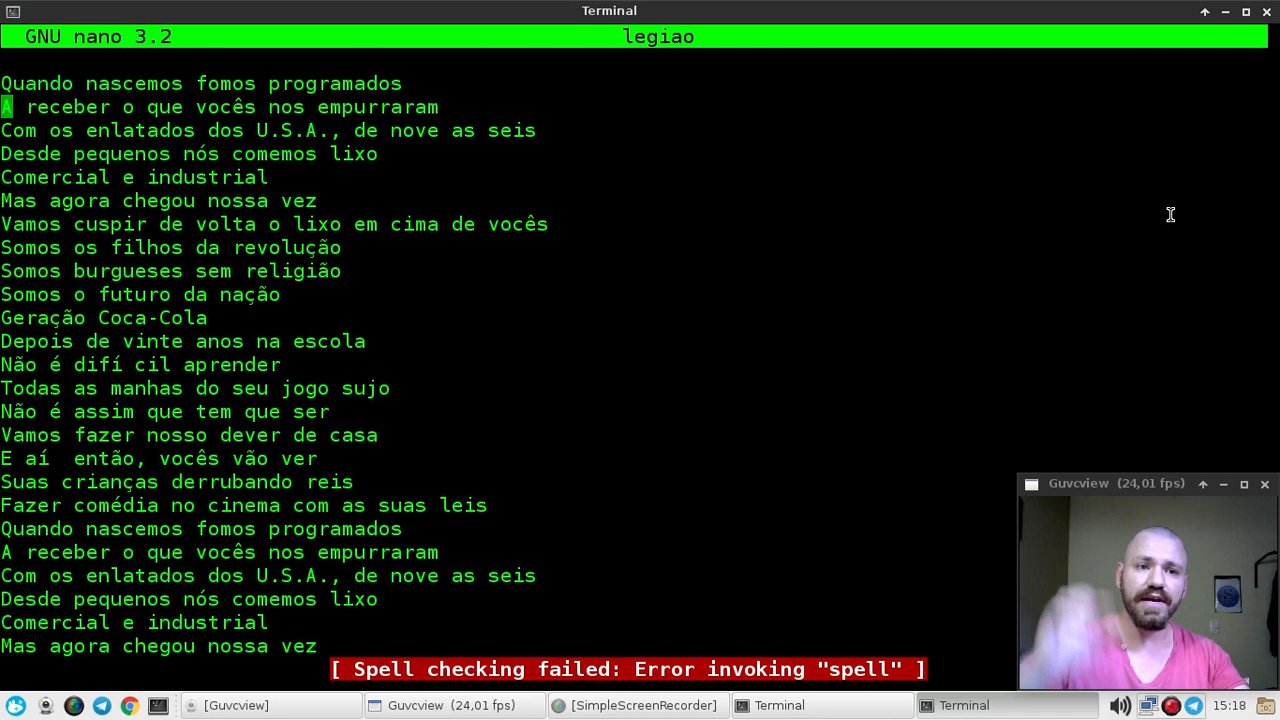 Terminal
GNU nano 3.2 legiao
Quando nascemos fomos programados
A receber o que vocês nos empurraram
Com os enlatados dos U.S.A., de nove as seis
Desde pequenos nós comemos lixo
Comercial e industrial
Mas agora chegou nossa vez
Vamos cuspir de volta o lixo em cima de vocês
Somos os filhos da revolução
Somos burgueses sem religião
Somos o futuro da nação
Geração Coca-Cola
Depois de vinte anos na escola
Não é difí cil aprender
Todas as manhas do seu jogo sujo
Não é assim que tem que ser
Vamos fazer nosso dever de casa
E aí  então, vocês vão ver
Suas crianças derrubando reis
Fazer comédia no cinema com as suas leis
Quando nascemos fomos programados
A receber o que vocês nos empurraram
Com os enlatados dos U.S.A., de nove as seis
Desde pequenos nós comemos lixo
Comercial e industrial
Mas agora chegou nossa vez
[ Spell checking failed: Error invoking "spell" ]
Guvcview (24,01 fps)
[Guvcview] Guvcview (24,01 fps) [SimpleScreenRecorder] Terminal Terminal 15:18